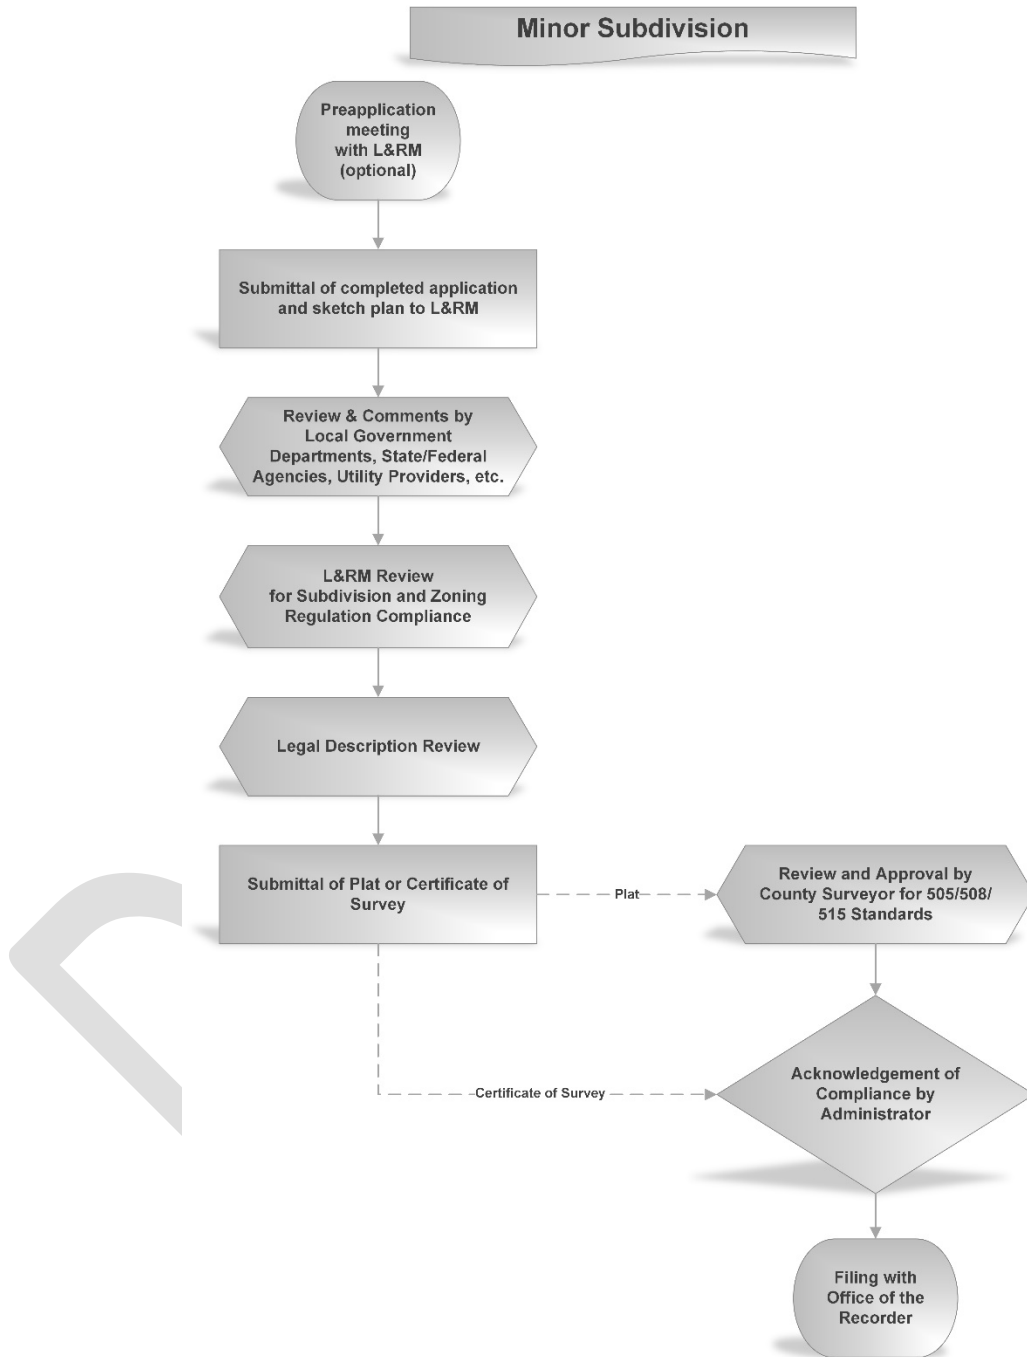 Minor Subdivision
Preapplication
meeting
with L&RM
(optional)
Submittal of completed application
and sketch plan to L&RM
Review & Comments by
Local Government
Departments, State/Federal
Agencies, Utility Providers, etc.
L&RM Review
for Subdivision and Zoning
Regulation Compliance
Legal Description Review
Submittal of Plat or Certificate of
Survey
Plat
Review and Approval by
County Surveyor for 505/508/
515 Standards
Certificate of Survey
Acknowledgement of
Compliance by
Administrator
Filing with
Office of the
Recorder